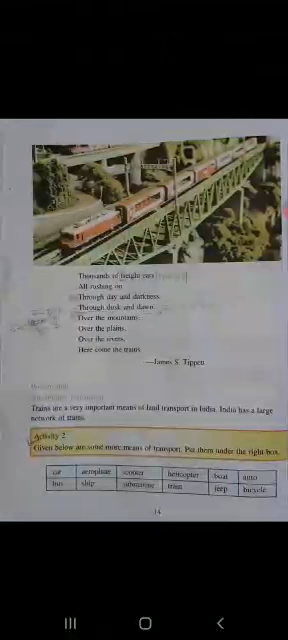 Thousands of freight cars
All rushing on
Through day and darkness,
Through dusk and dawn.
Over the mountains,
Over the plains,
Over the rivers,
Here come the trains.
—James S. Tippett
Trains are a very important means of land transport in India. India has a large
network of trains.
Activity 2
Given below are some more means of transport. Put them under the right box.
car aeroplane scooter helicopter boat auto
bus ship submarine train jeep bicycle
14